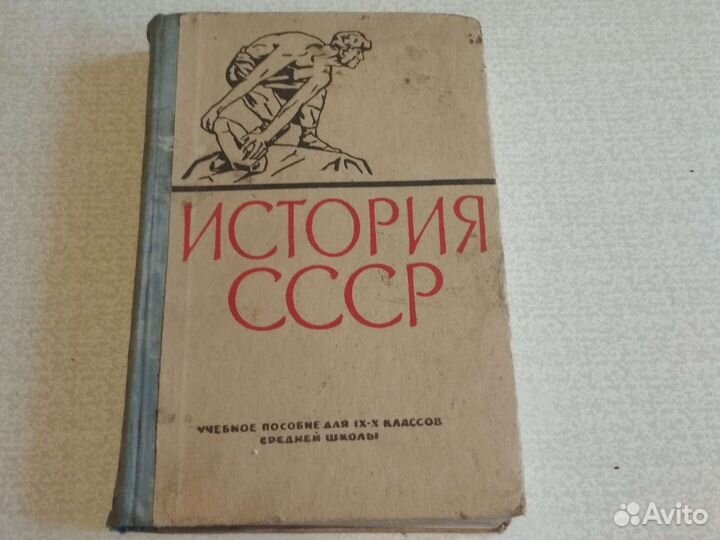 ИСТОРИЯ
СССР
УЧЕБНОЕ ПОСОБИЕ ДЛЯ IX-X КЛАССОВ
СРЕДНЕЙ ШКОЛЫ
Avito